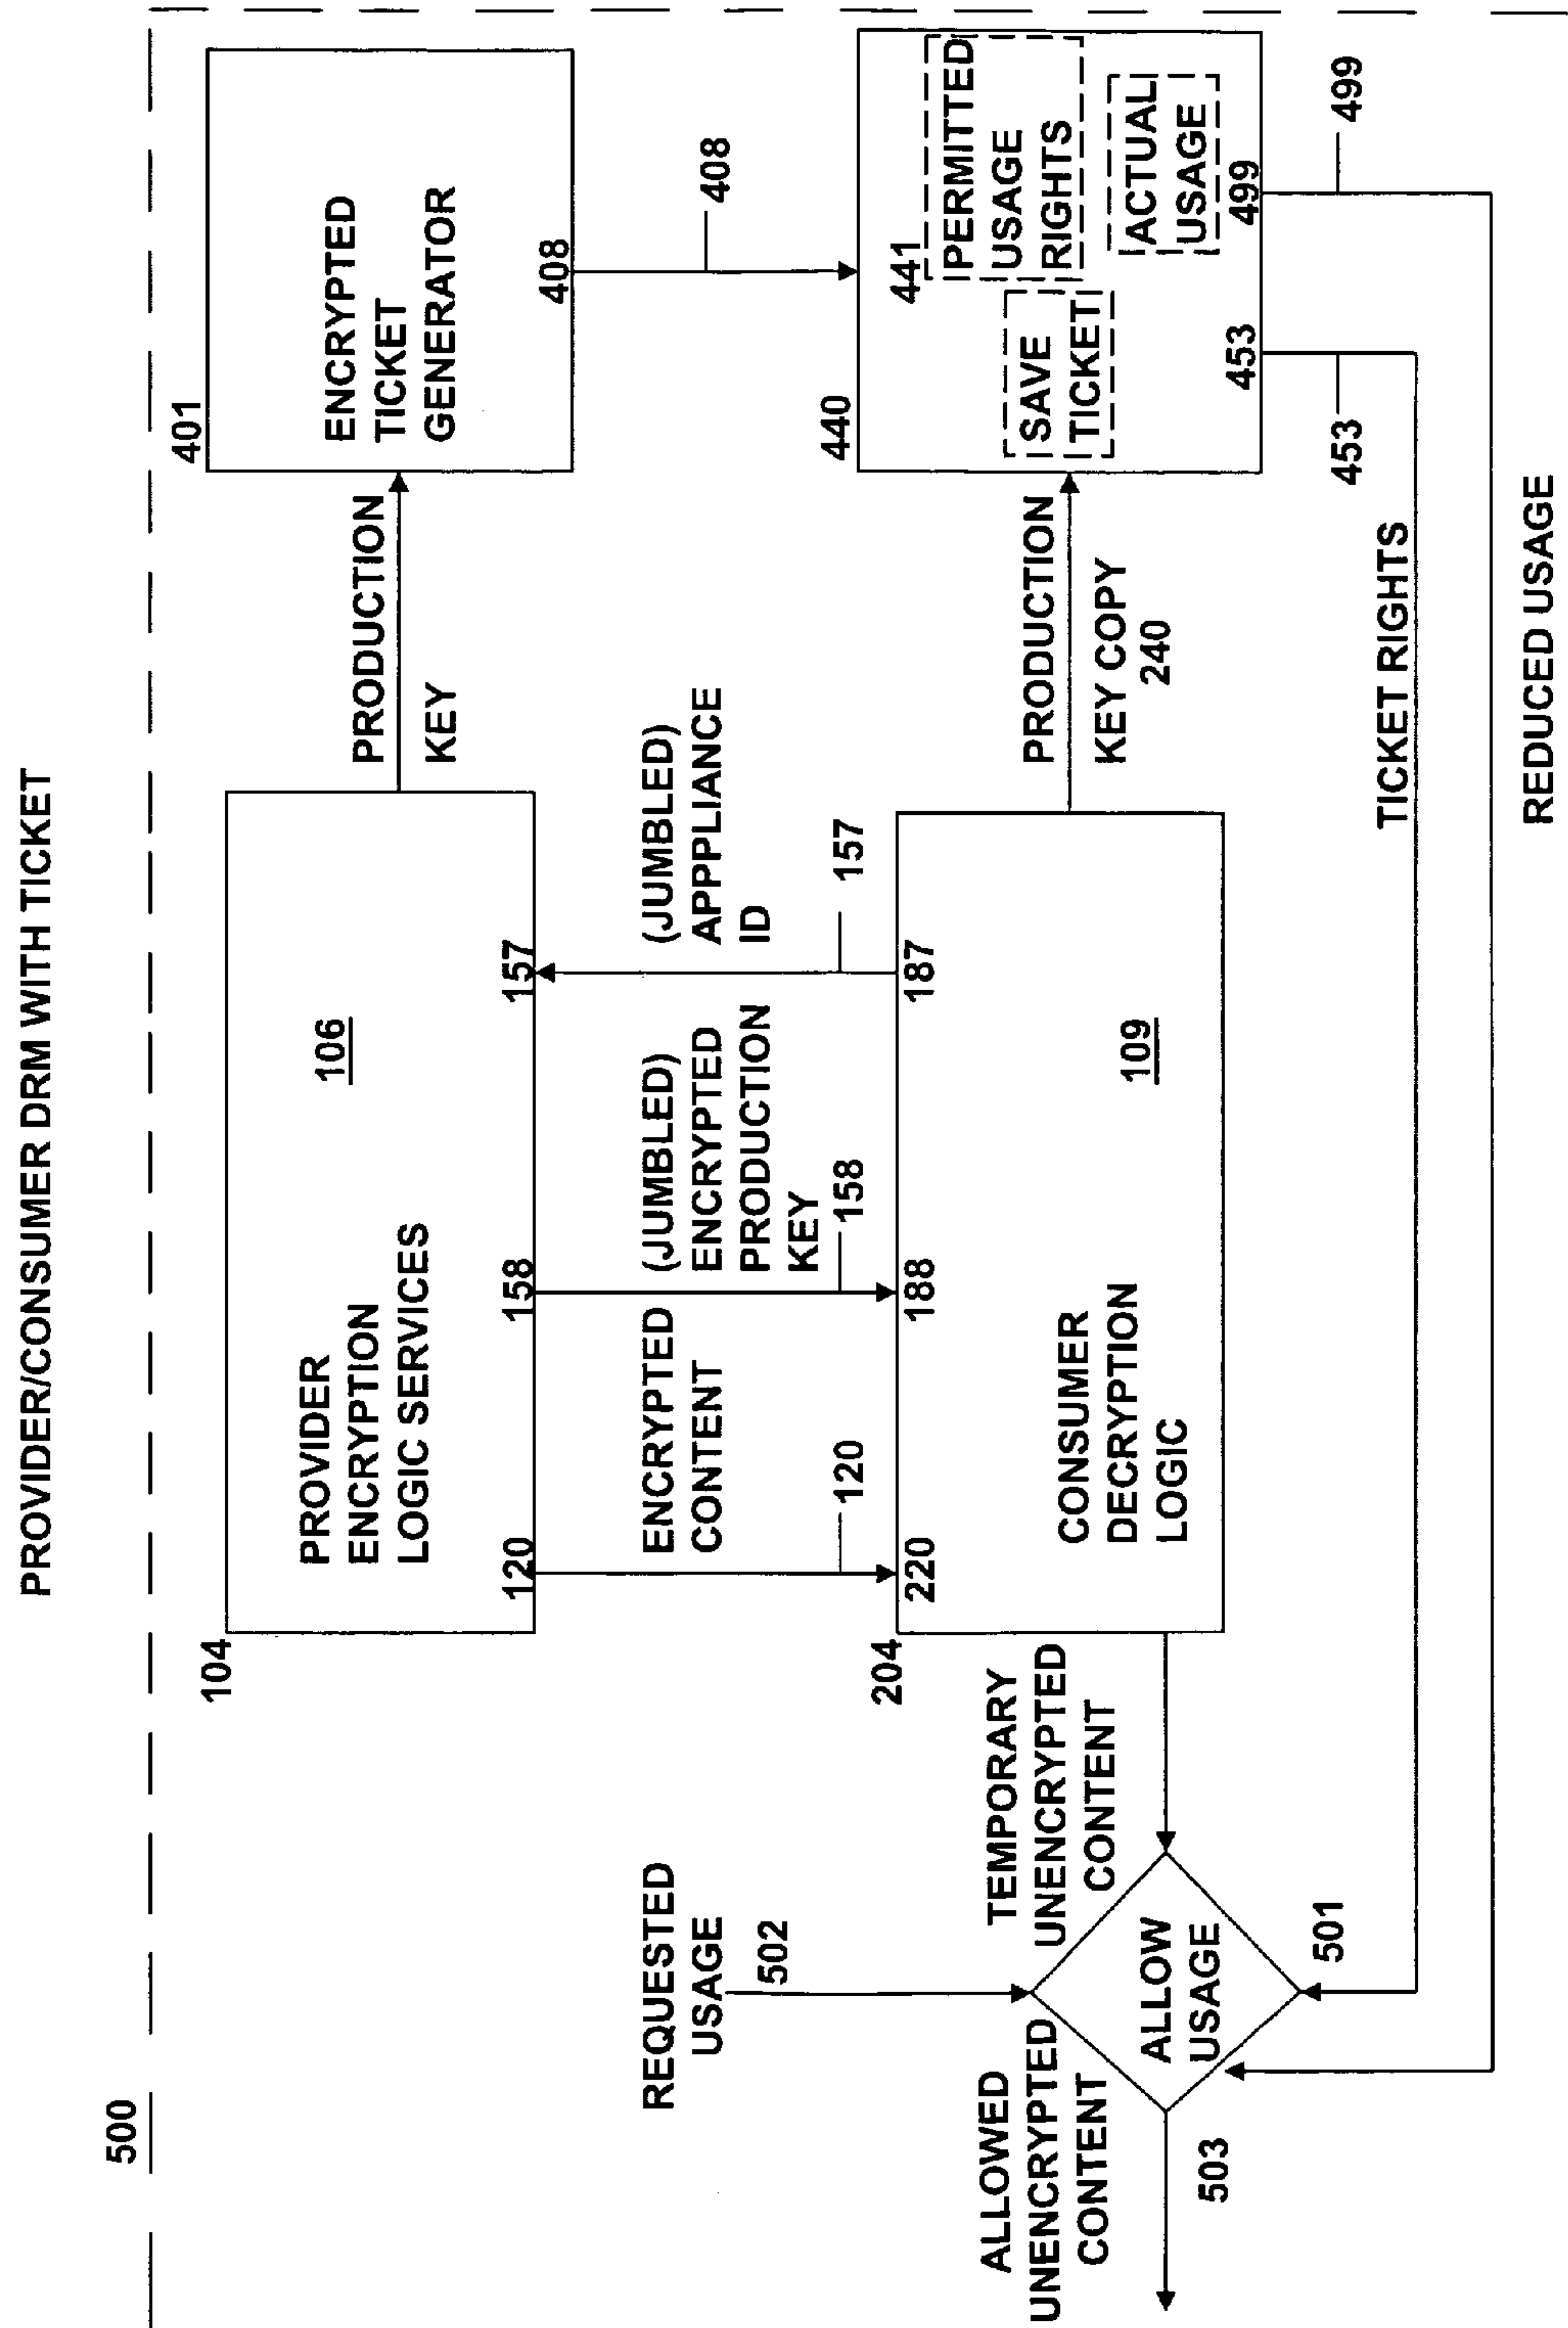 PROVIDER/CONSUMER DRM WITH TICKET
500
104
PROVIDER
ENCRYPTION
LOGIC SERVICES
106
120
158
157
PRODUCTION
KEY
401
ENCRYPTED
TICKET
GENERATOR
408
408
REQUESTED
USAGE
502
ENCRYPTED
CONTENT
120
(JUMBLED)
ENCRYPTED
PRODUCTION
KEY
158
(JUMBLED)
APPPLIANCE
ID
157
204
220
188
187
CONSUMER
DECRYPTION
LOGIC
109
PRODUCTION
KEY COPY
240
440
441
SAVE
TICKET
PERMITTED
USAGE
RIGHTS
ACTUAL
USAGE
453
499
453
499
TEMPORARY
UNENCRYPTED
CONTENT
ALLOWED
UNENCRYPTED
CONTENT
ALLOW
USAGE
503
501
TICKET RIGHTS
REDUCED USAGE